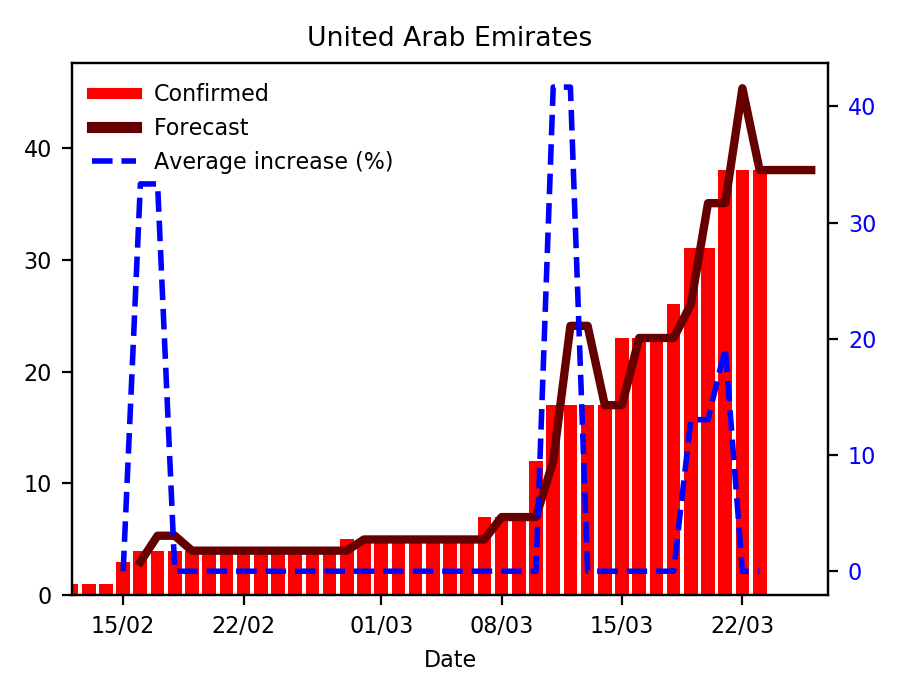 United Arab Emirates
Confirmed
Forecast
Average increase (%)
40
30
20
10
0
40
30
20
10
0
15/02 22/02 01/03 08/03 15/03 22/03
Date